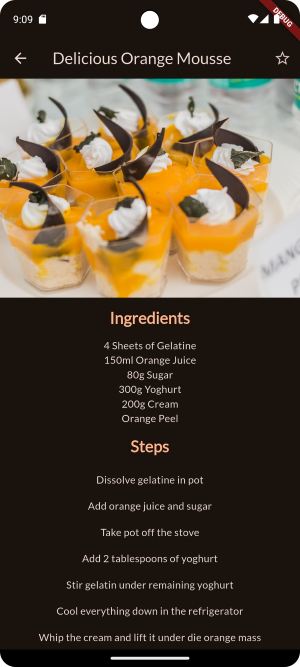 9:09
DEBUG
Delicious Orange Mousse
Ingredients
4 Sheets of Gelatine
150ml Orange Juice
80g Sugar
300g Yoghurt
200g Cream
Orange Peel
Steps
Dissolve gelatine in pot
Add orange juice and sugar
Take pot off the stove
Add 2 tablespoons of yoghurt
Stir gelatin under remaining yoghurt
Cool everything down in the refrigerator
Whip the cream and lift it under die orange mass